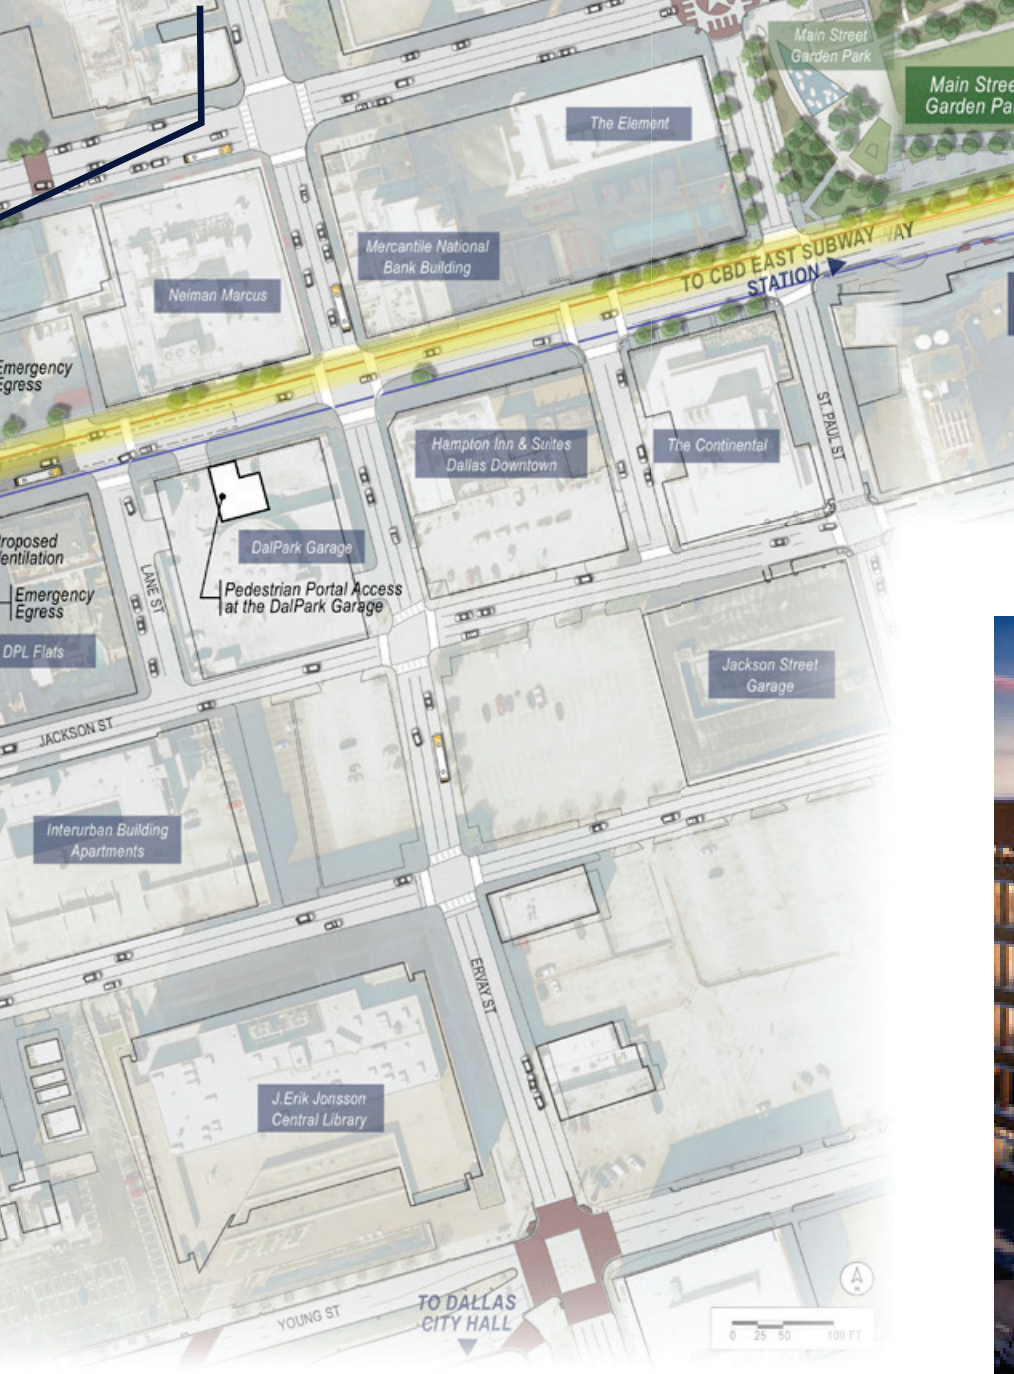 Main Street
Garden Park
Main Stree
Garden Pa
The Element
Mercantile National
Bank Building
Neiman Marcus
TO CBD EAST SUBWAY
STATION
Emergency
Egress
ST. PAUL ST
Hampton Inn & Suites
Dallas Downtown
The Continental
roposed
entilation
DalPark Garage
Emergency
Egress
LANE ST
Pedestrian Portal Access
at the DalPark Garage
DPL Flats
Jackson Street
Garage
JACKSON ST
Interurban Building
Apartments
ERVAY ST
J.Erik Jonsson
Central Library
YOUNG ST
TO DALLAS
CITY HALL
N
0 25 50 100 FT